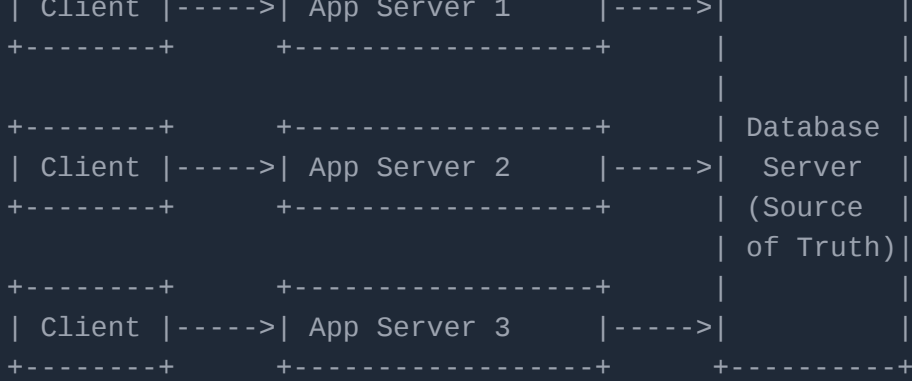 | Client |----->| App Server 1     |----->|          |
+--------+      +------------------+      |          |
                                          |          |
+--------+      +------------------+      | Database |
| Client |----->| App Server 2     |----->|  Server  |
+--------+      +------------------+      | (Source  |
                                          | of Truth)|
+--------+      +------------------+      |          |
| Client |----->| App Server 3     |----->|          |
+--------+      +------------------+      +----------+